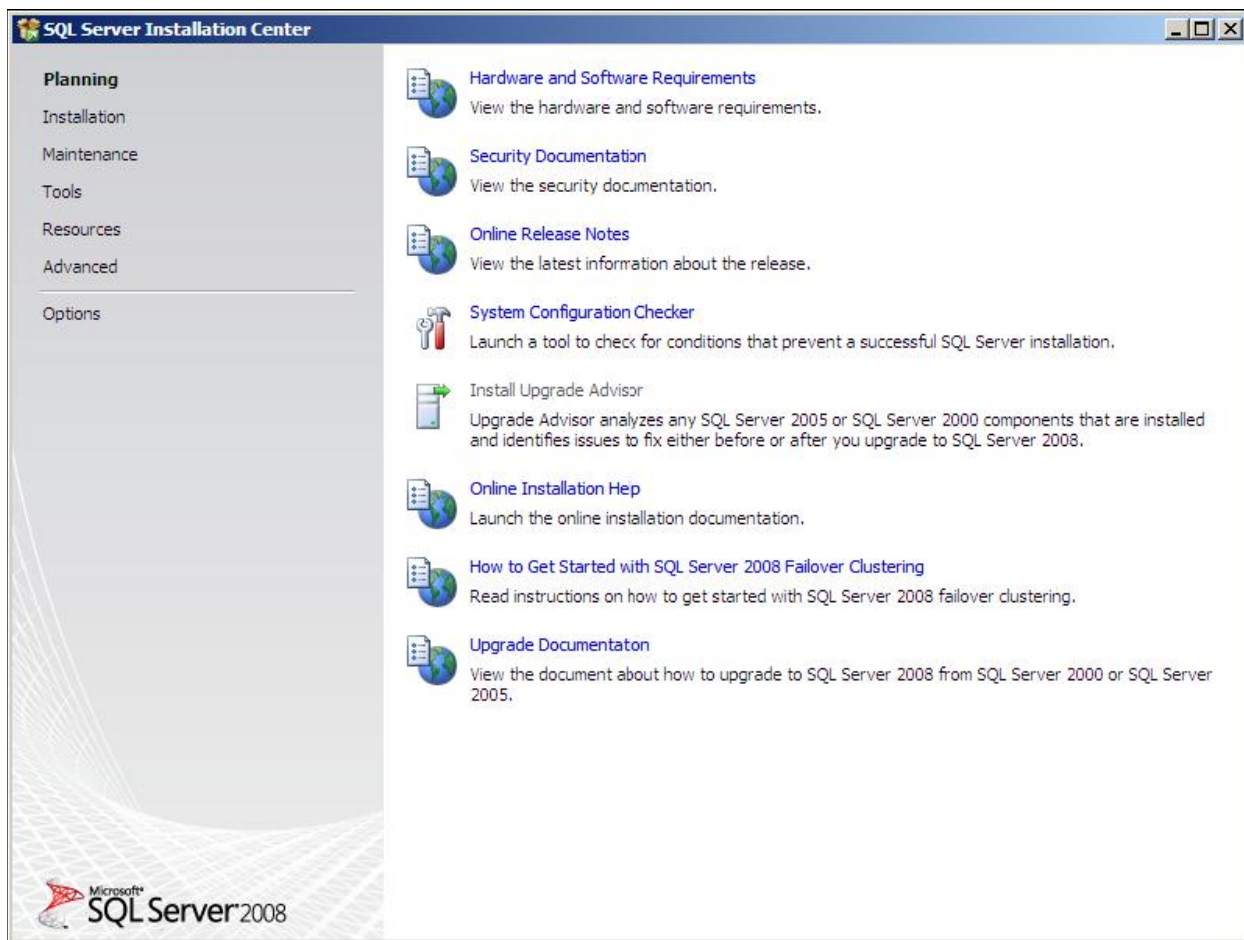 SQL Server Installation Center
Planning
Installation
Maintenance
Tools
Resources
Advanced
Options
Hardware and Software Requirements
View the hardware and software requirements.
Security Documentation
View the security documentation.
Online Release Notes
View the latest information about the release.
System Configuration Checker
Launch a tool to check for conditions that prevent a successful SQL Server installation.
Install Upgrade Advisor
Upgrade Advisor analyzes any SQL Server 2005 or SQL Server 2000 components that are installed
and identifies issues to fix either before or after you upgrade to SQL Server 2008.
Online Installation Hep
Launch the online installation documentation.
How to Get Started with SQL Server 2008 Failover Clustering
Read instructions on how to get started with SQL Server 2008 failover clustering.
Upgrade Documentaton
View the document about how to upgrade to SQL Server 2008 from SQL Server 2000 or SQL Server
2005.
Microsoft®
SQL Server 2008